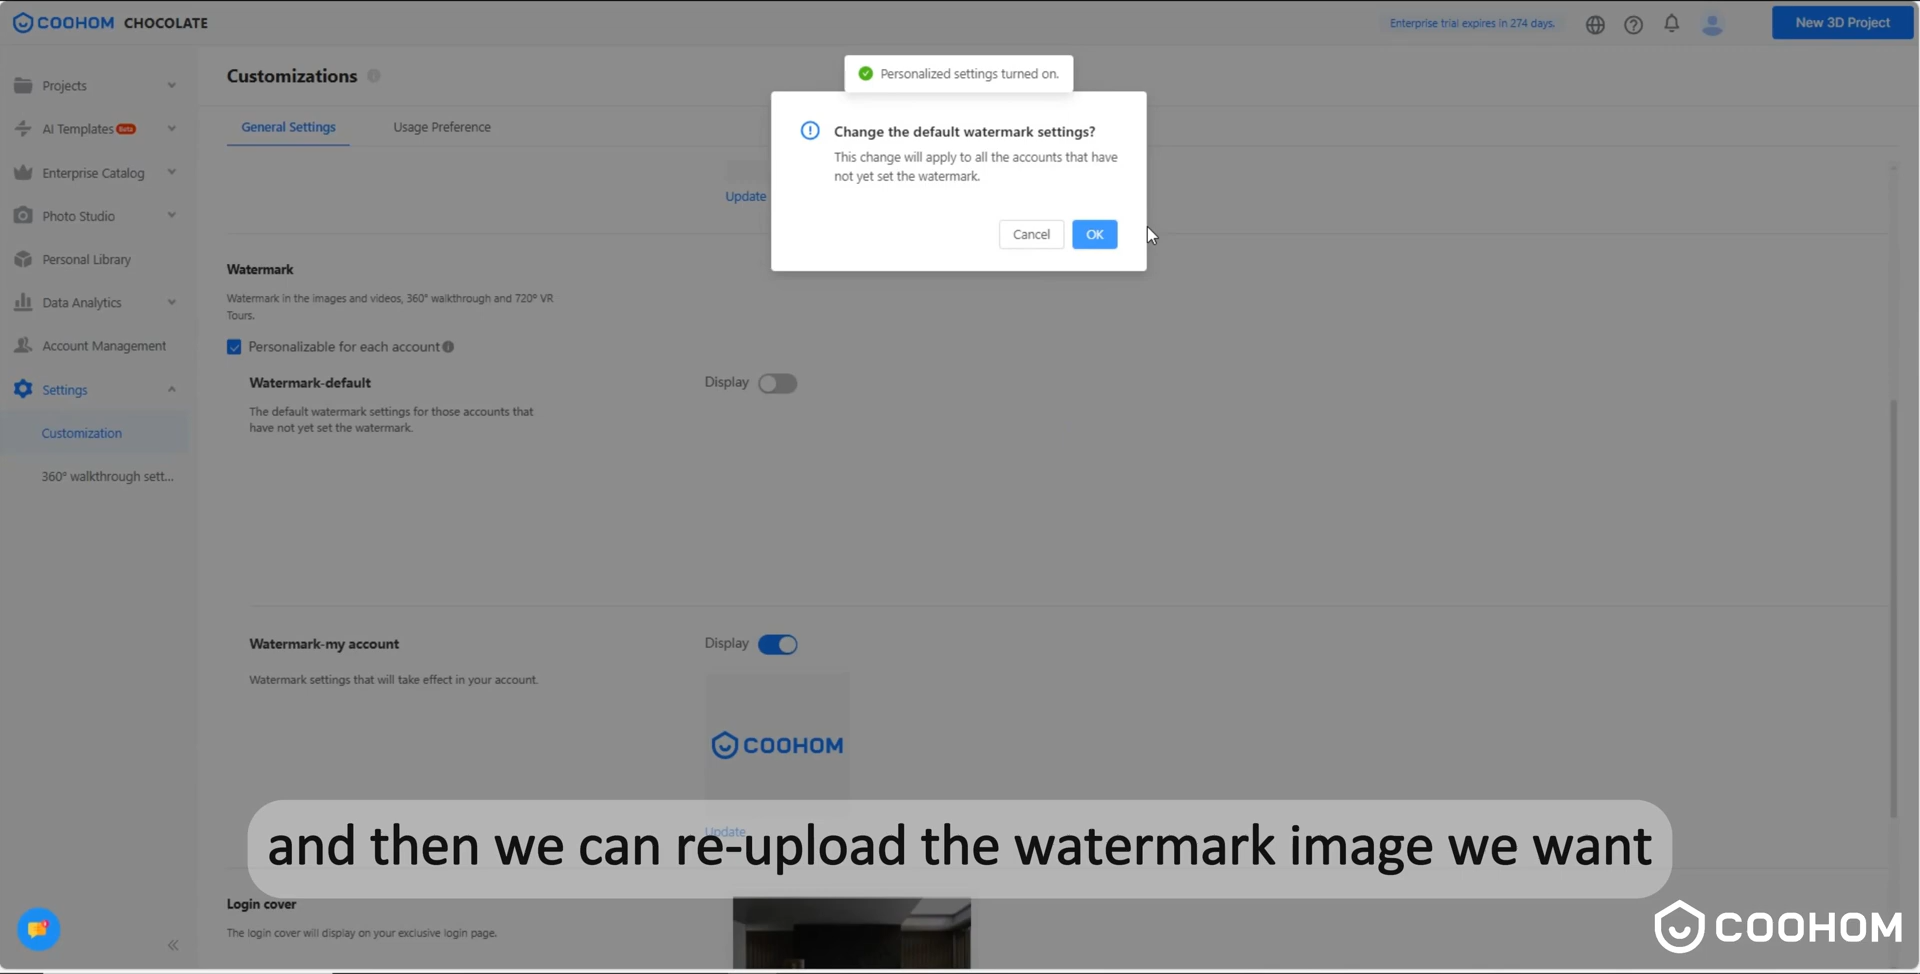 COOHOM CHOCOLATE
Enterprise trial expires in 274 days.
New 3D Project
Projects
AI Templates Beta
Enterprise Catalog
Photo Studio
Personal Library
Data Analytics
Account Management
Settings
Customization
360° walkthrough sett...
Customizations
General Settings
Usage Preference
Personalized settings turned on.
Change the default watermark settings?
This change will apply to all the accounts that have
not yet set the watermark.
Cancel
OK
Update
Watermark
Watermark in the images and videos, 360° walkthrough and 720° VR
Tours.
Personalizable for each account
Watermark-default
Display
The default watermark settings for those accounts that
have not yet set the watermark.
Watermark-my account
Display
Watermark settings that will take effect in your account.
COOHOM
Update
and then we can re-upload the watermark image we want
Login cover
The login cover will display on your exclusive login page.
COOHOM